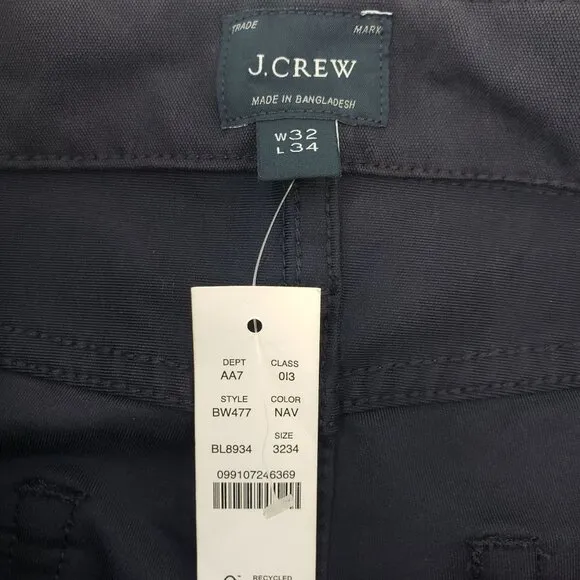 TRADE MARK
J.CREW
MADE IN BANGLADESH
W32
L 34
DEPT CLASS
AA7 013
STYLE COLOR
BW477 NAV
SIZE
BL8934 3234
099107246369
RECYCLED